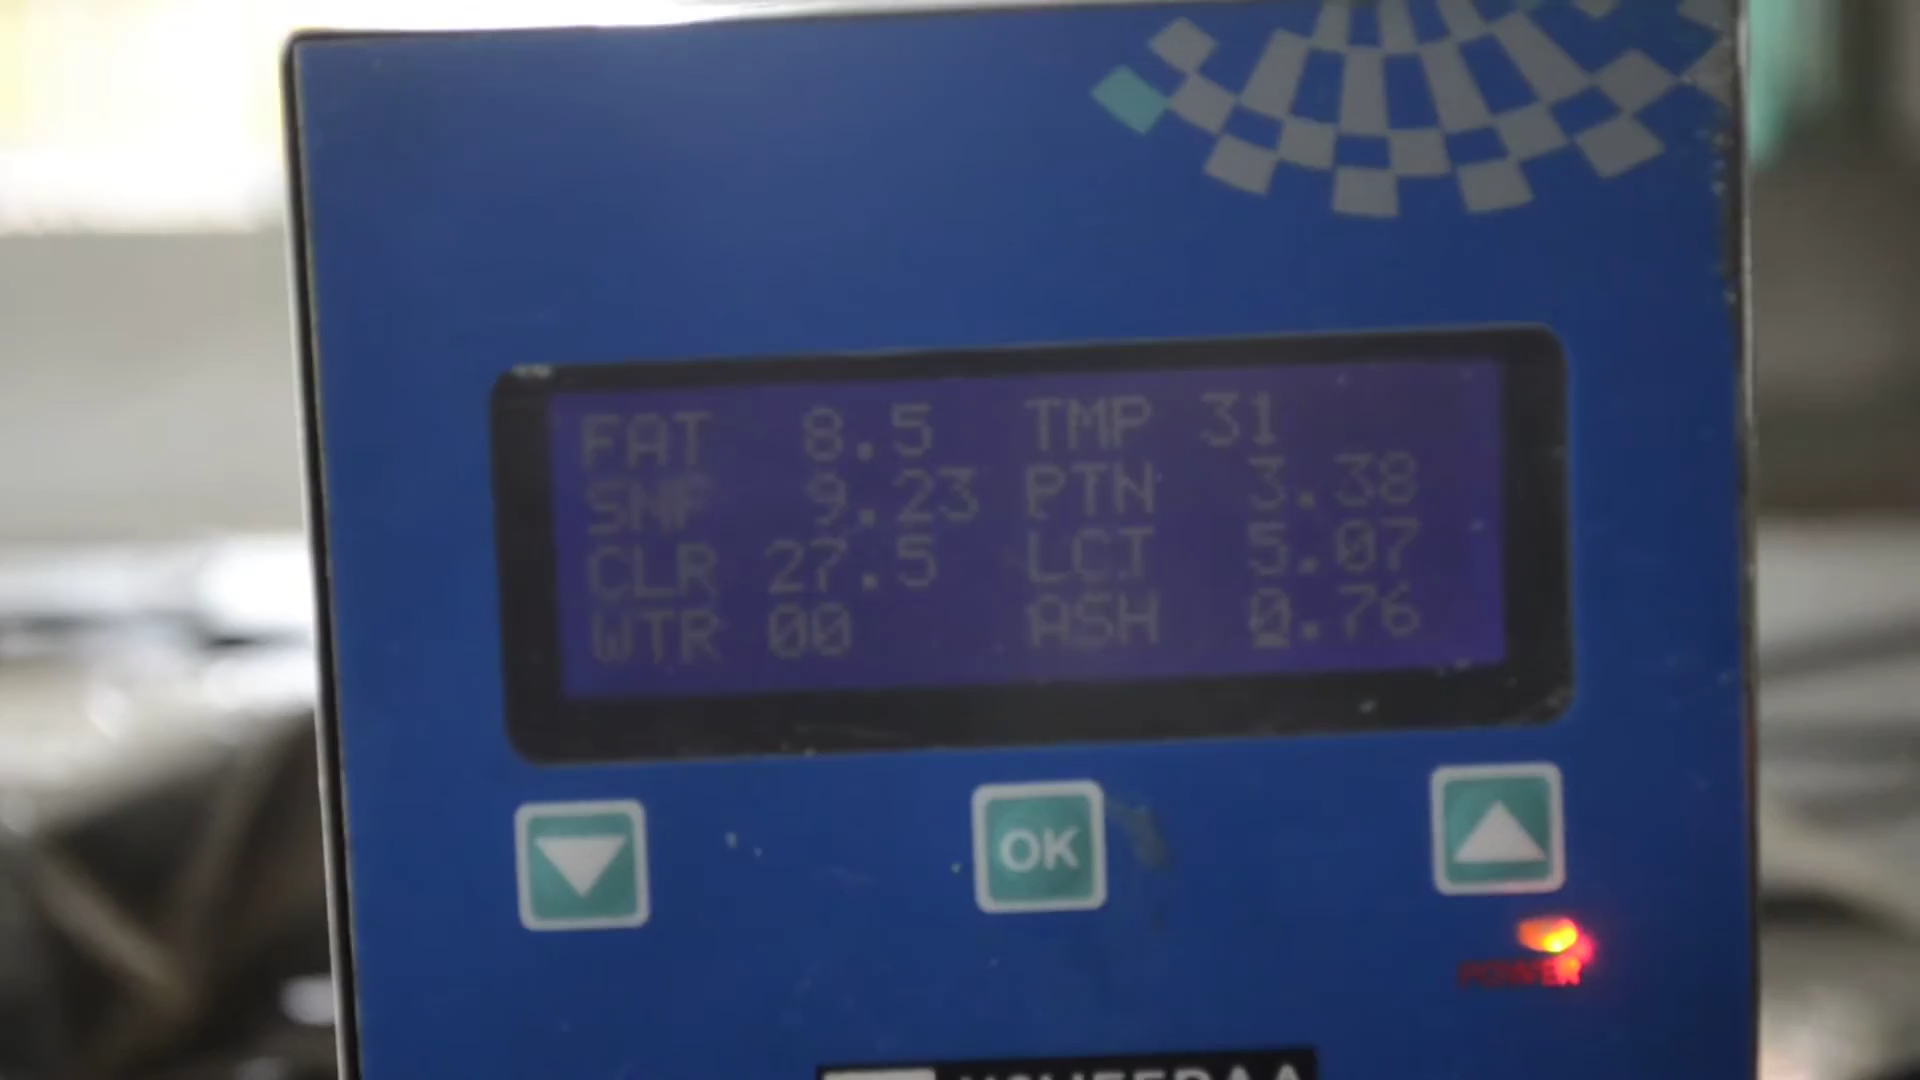 FAT 8.5 TMP 31
SNF 9.23 PTN 3.38
CLR 27.5 LCT 5.07
WTR 00 ASH 0.76
OK
POWER